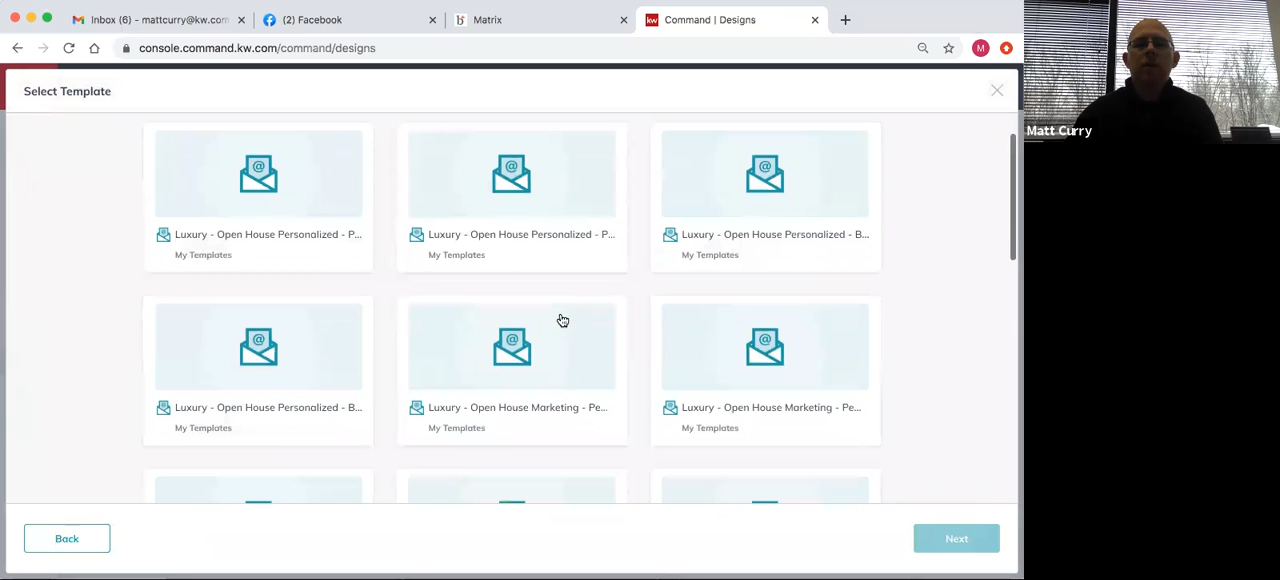 Inbox (6) - mattcurry@kw.com
(2) Facebook
Matrix
kw
Command | Designs
console.command.kw.com/command/designs
M
Select Template
Luxury - Open House Personalized - P...
My Templates
Luxury - Open House Personalized - P...
My Templates
Luxury - Open House Personalized - B...
My Templates
Luxury - Open House Personalized - B...
My Templates
Luxury - Open House Marketing - Pe...
My Templates
Luxury - Open House Marketing - Pe...
My Templates
Back
Next
Matt Curry